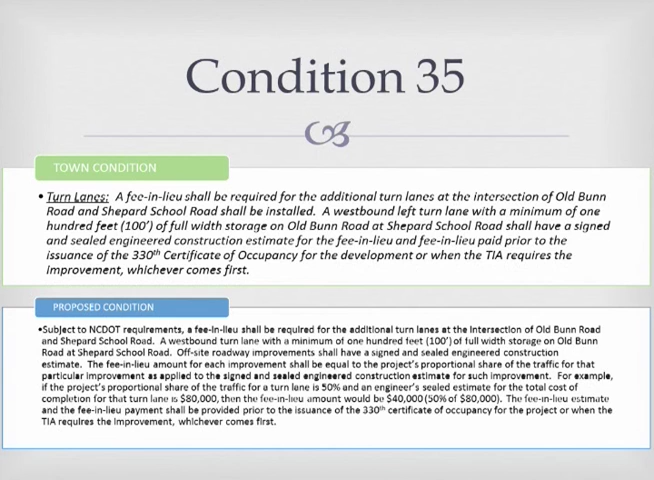 Condition 35
TOWN CONDITION
• Turn Lanes: A fee-in-lieu shall be required for the additional turn lanes at the intersection of Old Bunn
Road and Shepard School Road shall be installed. A westbound left turn lane with a minimum of one
hundred feet (100') of full width storage on Old Bunn Road at Shepard School Road shall have a signed
and sealed engineered construction estimate for the fee-in-lieu and fee-in-lieu paid prior to the
issuance of the 330th Certificate of Occupancy for the development or when the TIA requires the
improvement, whichever comes first.
PROPOSED CONDITION
•Subject to NCDOT requirements, a fee-in-lieu shall be required for the additional turn lanes at the intersection of Old Bunn Road
and Shepard School Road. A westbound turn lane with a minimum of one hundred feet (100') of full width storage on Old Bunn
Road at Shepard School Road. Off-site roadway improvements shall have a signed and sealed engineered construction
estimate. The fee-in-lieu amount for each improvement shall be equal to the project's proportional share of the traffic for that
particular improvement as applied to the signed and sealed engineered construction estimate for such improvement. For example,
if the project's proportional share of the traffic for a turn lane is 50% and an engineer's sealed estimate for the total cost of
completion for that turn lane is $80,000, then the fee-in-lieu amount would be $40,000 (50% of $80,000). The fee-in-lieu estimate
and the fee-in-lieu payment shall be provided prior to the issuance of the 330th certificate of occupancy for the project or when the
TIA requires the improvement, whichever comes first.